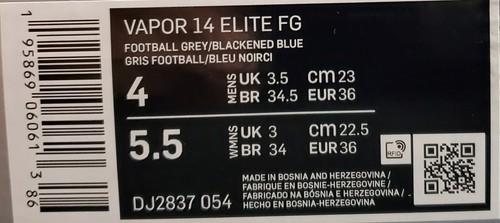 VAPOR 14 ELITE FG
FOOTBALL GREY/BLACKENED BLUE
GRIS FOOTBALL/BLEU NOIRCI
4 MENS UK 3.5 CM 23
BR 34.5 EUR 36
5.5 WMNS UK 3 CM 22.5
BR 34 EUR 36
RFID
MADE IN BOSNIA AND HERZEGOVINA /
FABRIQUE EN BOSNIE-HERZEGOVINE /
FABRICADO NA BÓSNIA E HERZEGOVINA /
HECHO EN BOSNIA-HERZEGOVINA
DJ2837 054
1 95869 06061 3 86